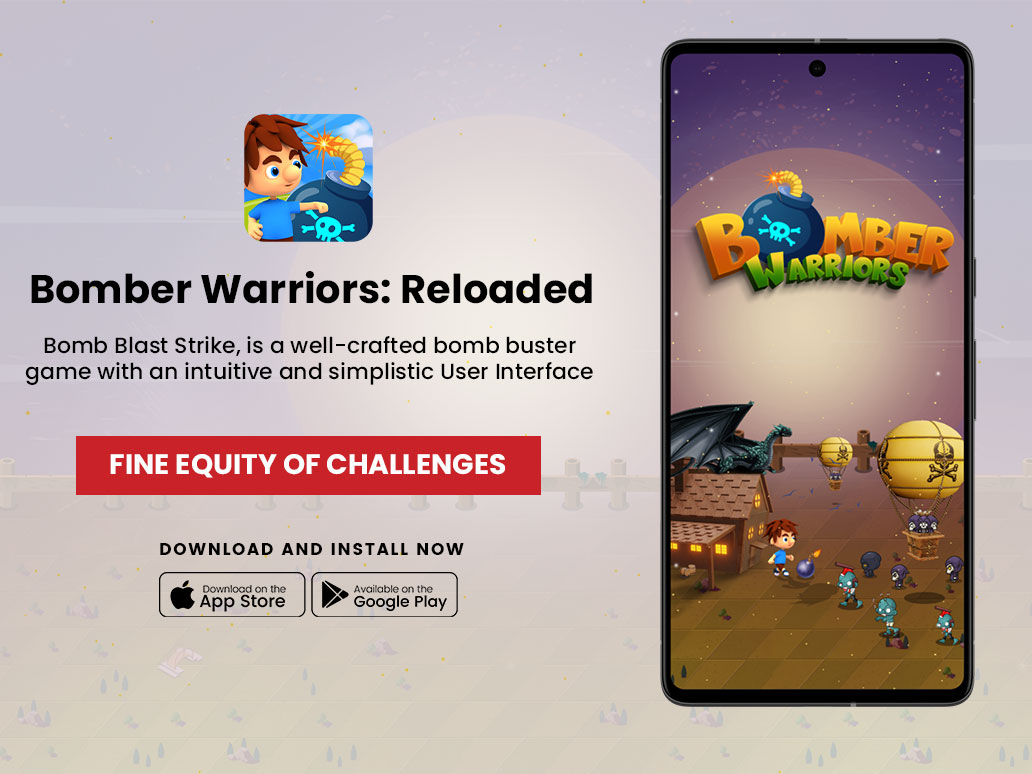 Bomber Warriors: Reloaded
Bomb Blast Strike, is a well-crafted bomb buster
game with an intuitive and simplistic User Interface
FINE EQUITY OF CHALLENGES
DOWNLOAD AND INSTALL NOW
Download on the
App Store
Available on the
Google Play
BOMBER
WARRIORS